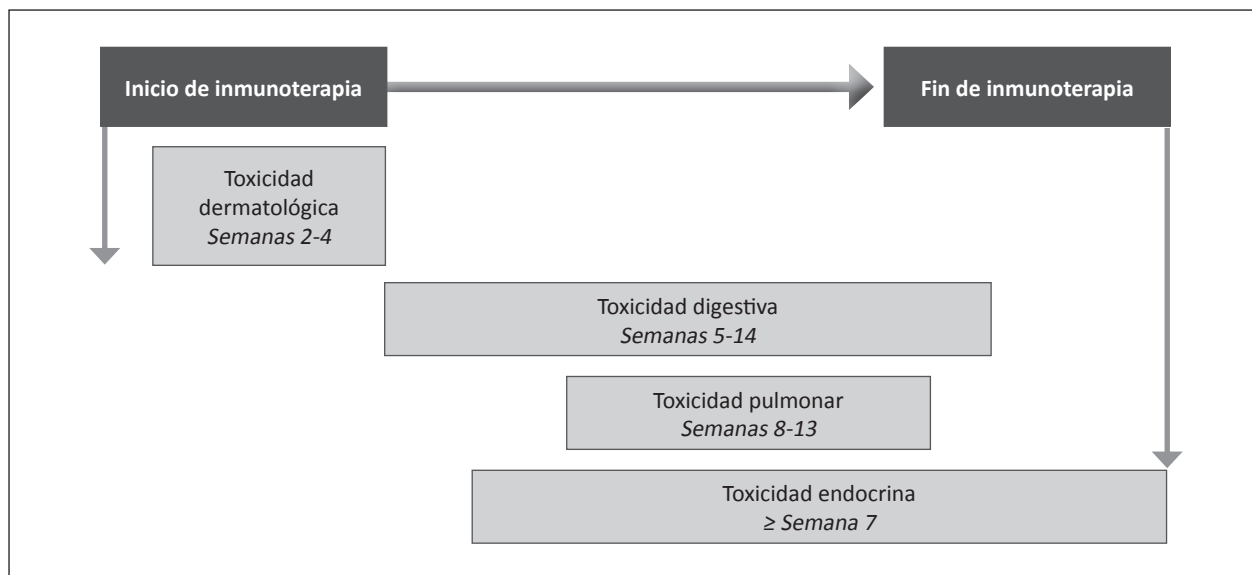 Inicio de inmunoterapia
Fin de inmunoterapia
Toxicidad
dermatológica
Semanas 2-4
Toxicidad digestiva
Semanas 5-14
Toxicidad pulmonar
Semanas 8-13
Toxicidad endocrina
≥ Semana 7